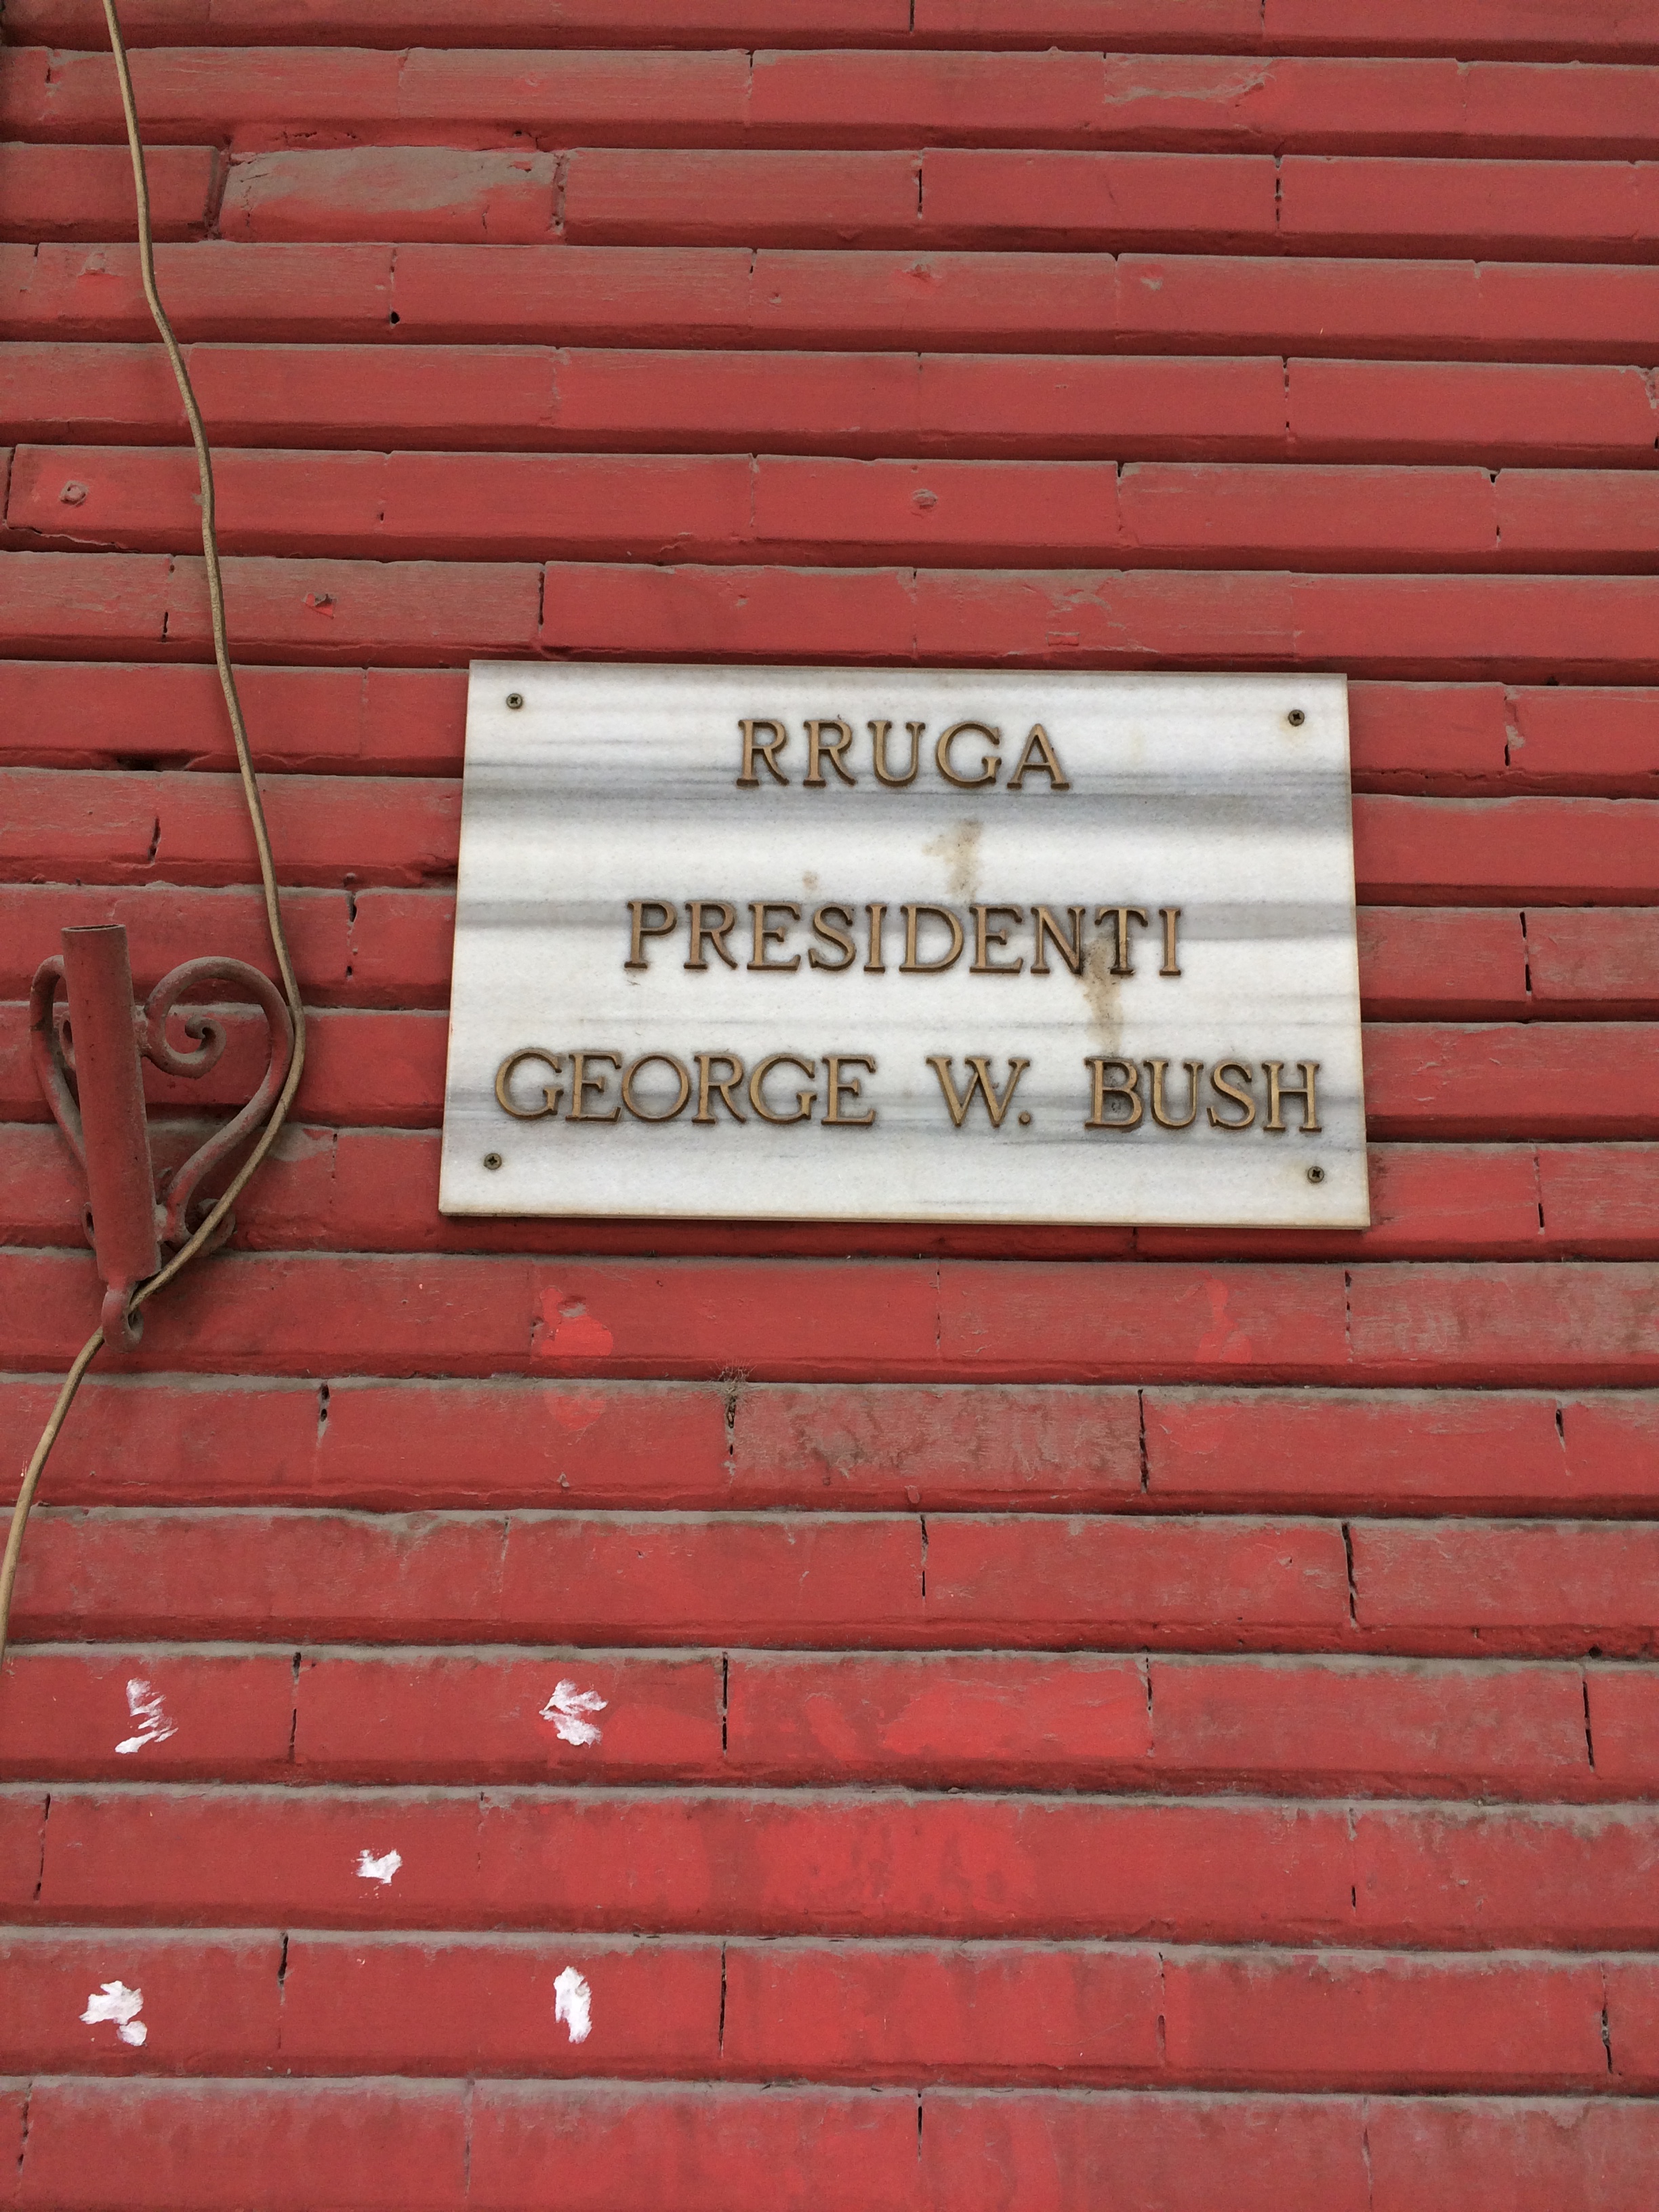 RRUGA
PRESIDENTI
GEORGE W. BUSH